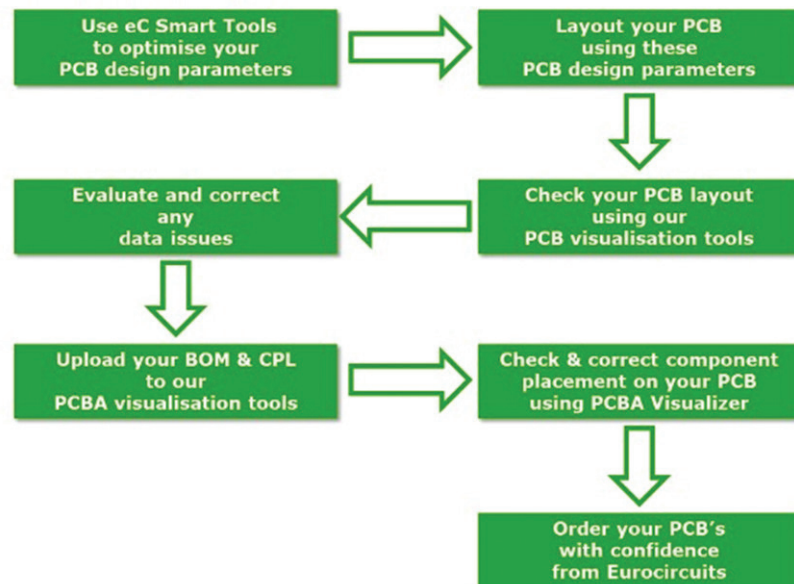 Use eC Smart Tools
to optimise your
PCB design parameters
Layout your PCB
using these
PCB design parameters
Check your PCB layout
using our
PCB visualisation tools
Evaluate and correct
any
data issues
Upload your BOM & CPL
to our
PCBA visualisation tools
Check & correct component
placement on your PCB
using PCBA Visualizer
Order your PCB's
with confidence
from Eurocircuits